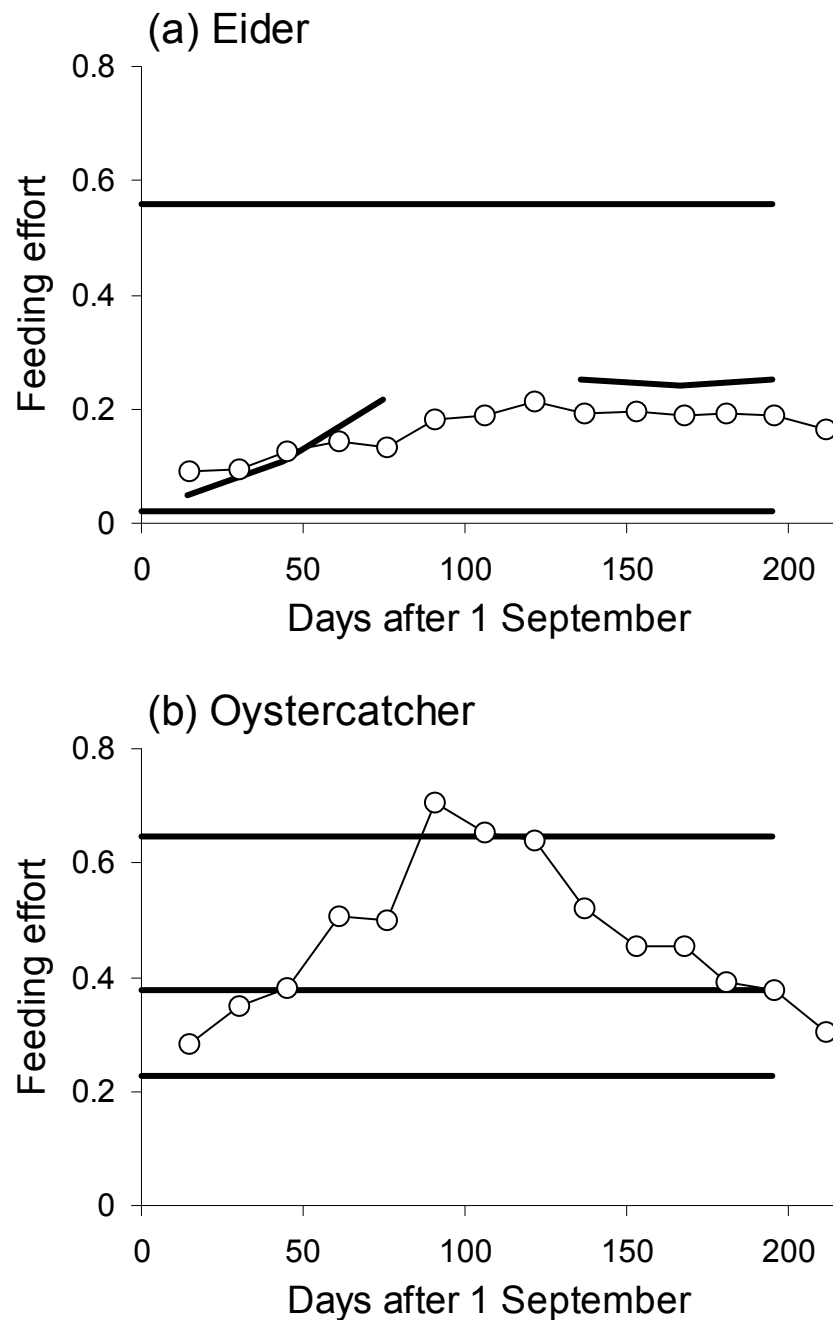 (a) Eider
0.8
0.6
0.4
0.2
0
Feeding effort
0 50 100 150 200
Days after 1 September
(b) Oystercatcher
0.8
0.6
0.4
0.2
0
Feeding effort
0 50 100 150 200
Days after 1 September